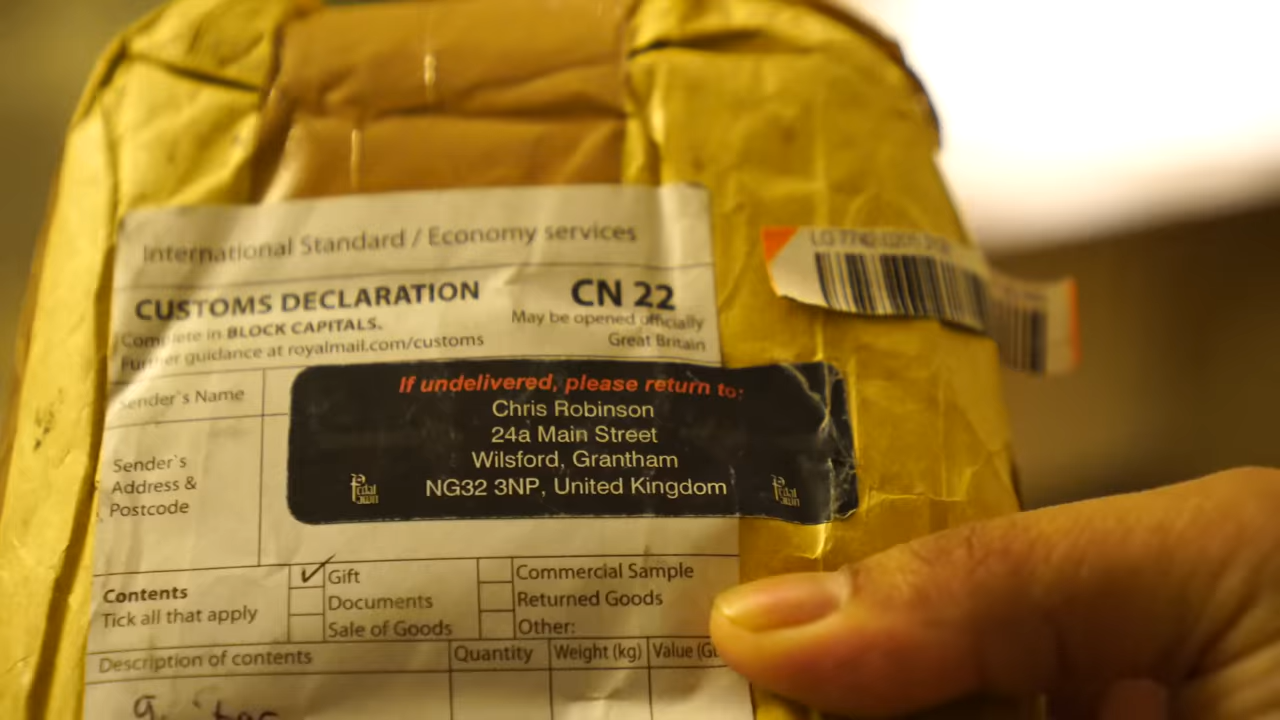 International Standard / Economy services
CUSTOMS DECLARATION
CN 22
Complete in BLOCK CAPITALS.
May be opened officially
Further guidance at royalmail.com/customs
Great Britain
Sender's Name
If undelivered, please return to:
Chris Robinson
24a Main Street
Wilsford, Grantham
NG32 3NP, United Kingdom
Sender's
Address &
Postcode
Contents
Tick all that apply
Gift
Commercial Sample
Documents
Returned Goods
Sale of Goods
Other:
Description of contents
Quantity
Weight (kg)
Value